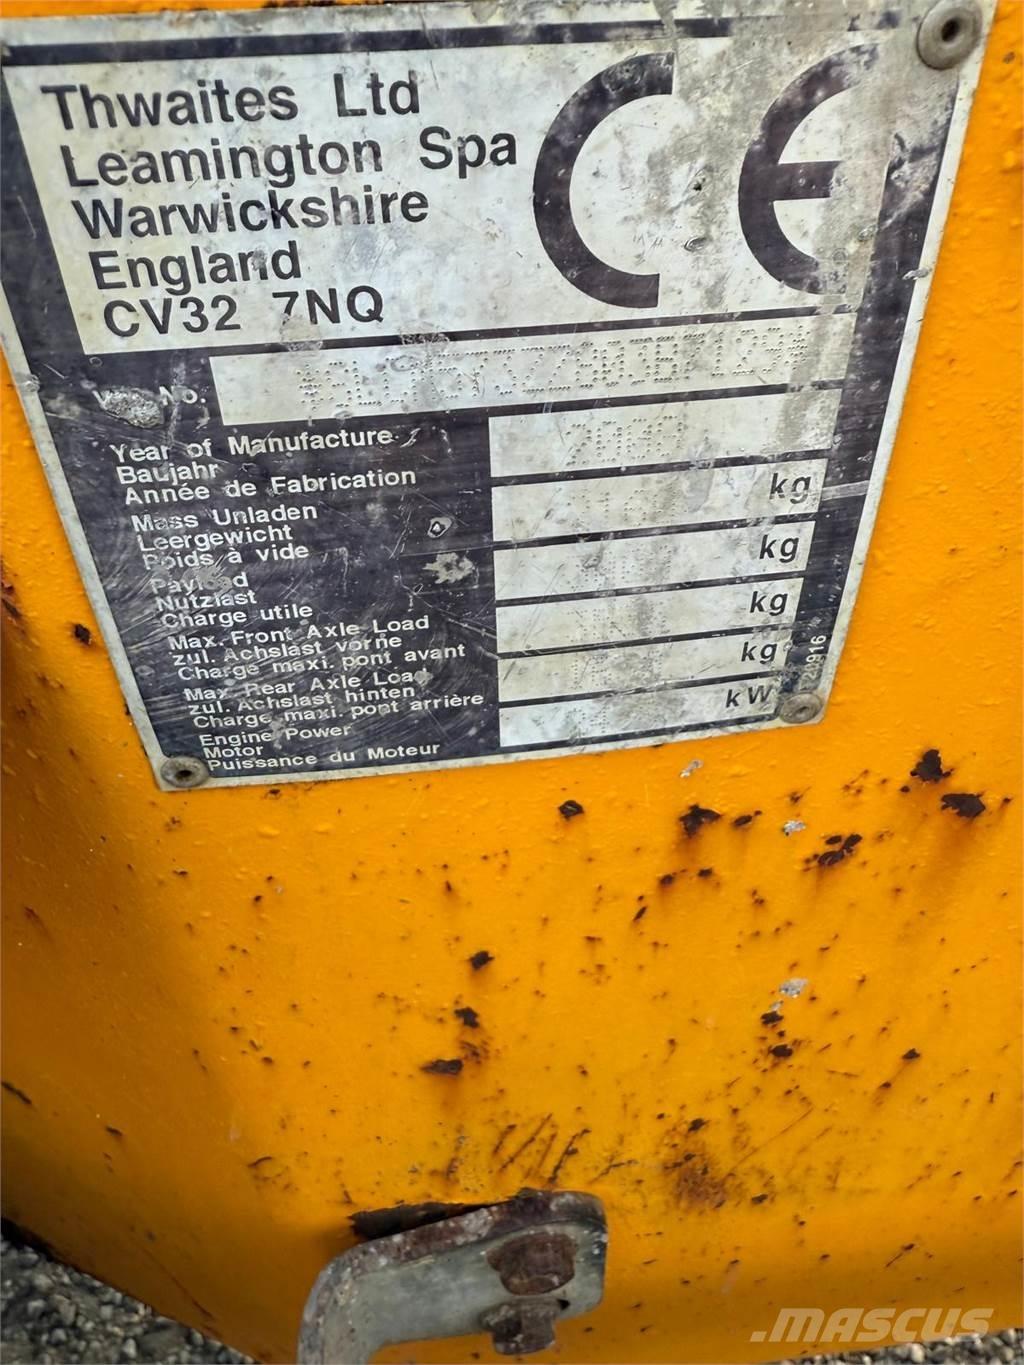 Thwaites Ltd
Leamington Spa
Warwickshire
England
CV32 7NQ
CE
No.
Year of Manufacture
Baujahr
Année de Fabrication
Mass Unladen
Leergewicht
Poids à vide
kg
Payload
Nutzlast
Charge utile
kg
Max. Front Axle Load
zul. Achslast vorne
Charge maxi. pont avant
kg
Max. Rear Axle Load
zul. Achslast hinten
Charge maxi. pont arrière
kg
Engine Power
Motor
Puissance du Moteur
kW
MASCUS